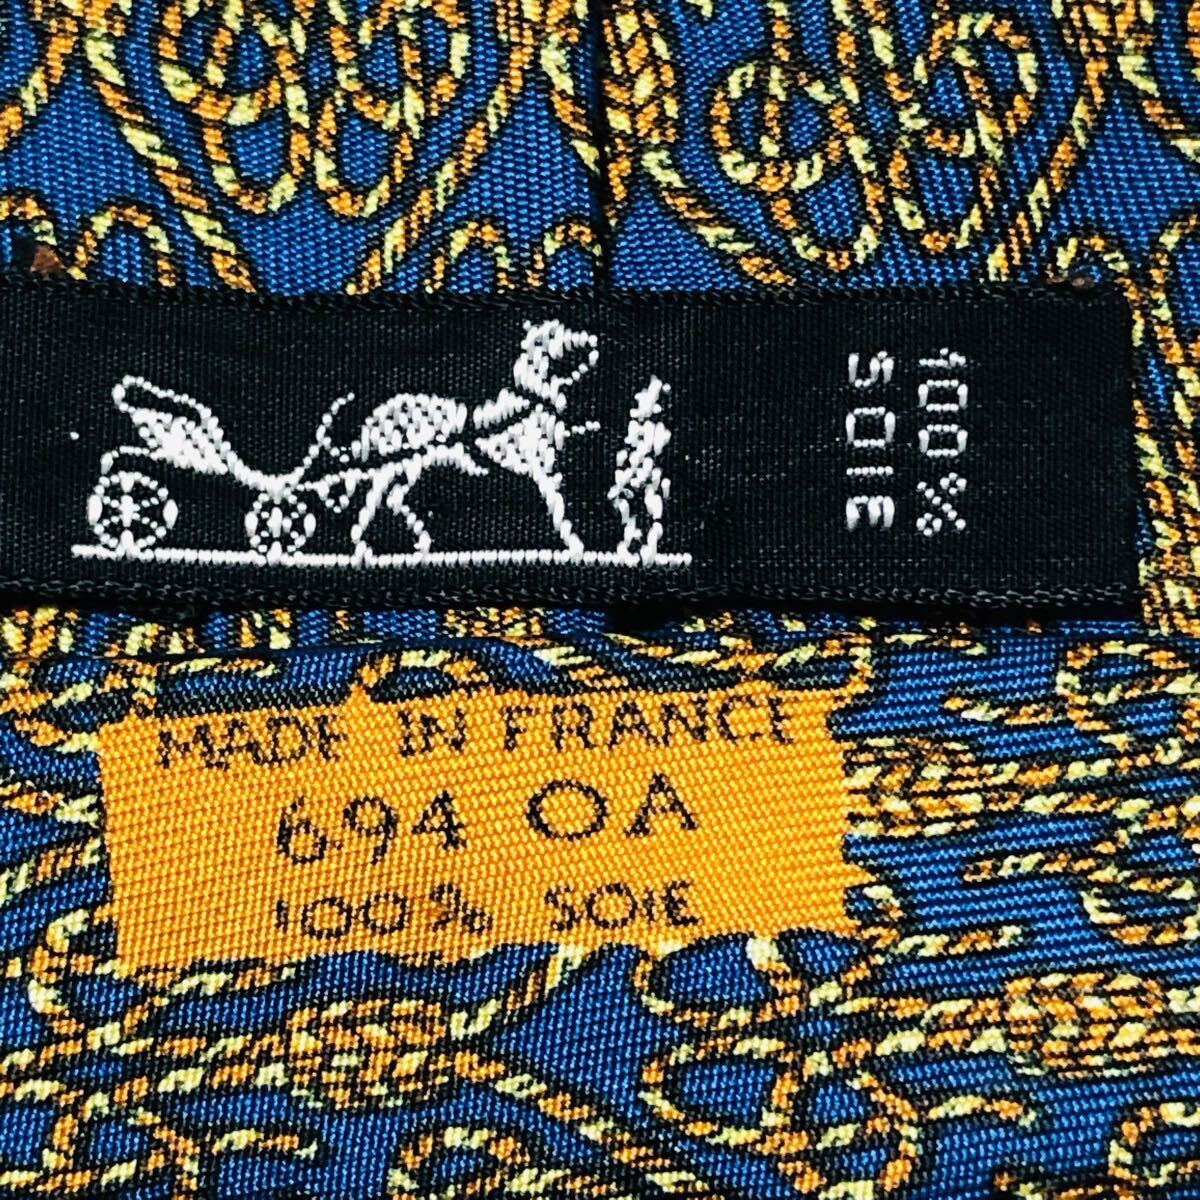 100%
SOIE
MADE IN FRANCE
694 OA
100% SOIE